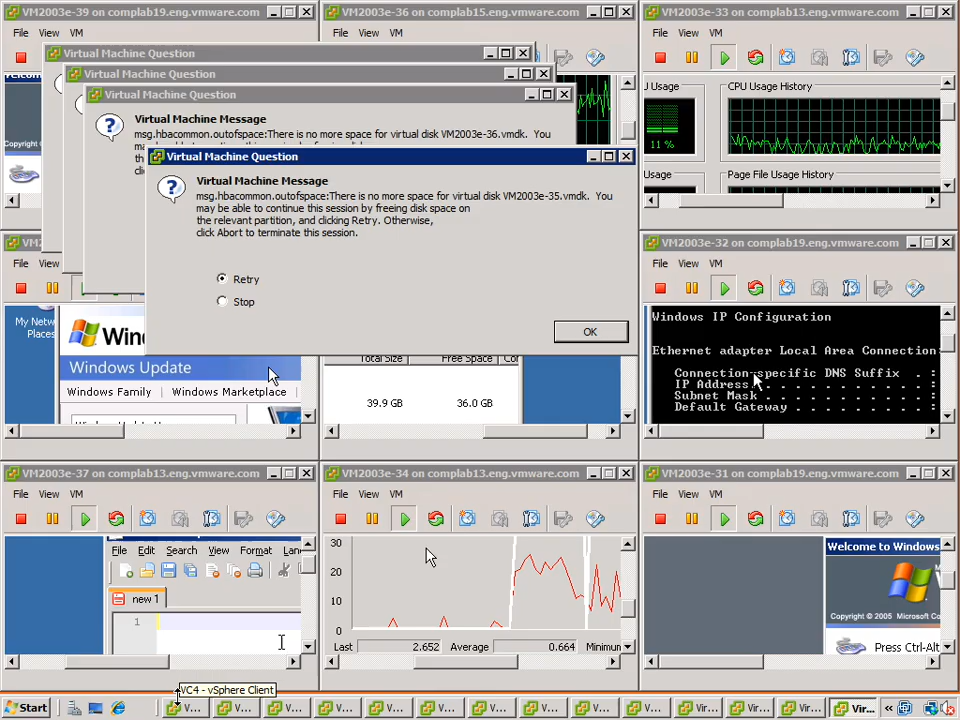 VM2003e-39 on complab19.eng.vmware.com
VM2003e-36 on complab15.eng.vmware.com
VM2003e-33 on complab13.eng.vmware.com
File View VM
File View VM
File View VM
Virtual Machine Question
Virtual Machine Question
Virtual Machine Question
Virtual Machine Message
msg.hbacommon.outofspace:There is no more space for virtual disk VM2003e-36.vmdk. You
Virtual Machine Question
Virtual Machine Message
msg.hbacommon.outofspace:There is no more space for virtual disk VM2003e-35.vmdk. You
may be able to continue this session by freeing disk space on
the relevant partition, and clicking Retry. Otherwise,
click Abort to terminate this session.
Retry
Stop
OK
Copyright ©
CPU Usage History
11 %
Usage
Page File Usage History
VM2003e-32 on complab19.eng.vmware.com
File
File View VM
My Netw
Places
Win
Windows Update
Windows Family
Windows Marketplace
Total Size
Free Space
39.9 GB
36.0 GB
Windows IP Configuration
Ethernet adapter Local Area Connection:
Connection-specific DNS Suffix . :
IP Address. . . . . . . . . . . :
Subnet Mask . . . . . . . . . . :
Default Gateway . . . . . . . . :
VM2003e-37 on complab13.eng.vmware.com
VM2003e-34 on complab13.eng.vmware.com
VM2003e-31 on complab19.eng.vmware.com
File View VM
File View VM
File View VM
File Edit Search View Format Lan
new 1
1
30
20
10
0
Last 2.652 Average 0.664 Minimum
Welcome to Windows
Windows
Copyright © 2005 Microsoft Co
Press Ctrl-Alt
VC4 - vSphere Client
Start
V...
V...
V...
V...
V...
V...
V...
V...
V...
V...
Vir...
Vir...
Vir...
Vir...